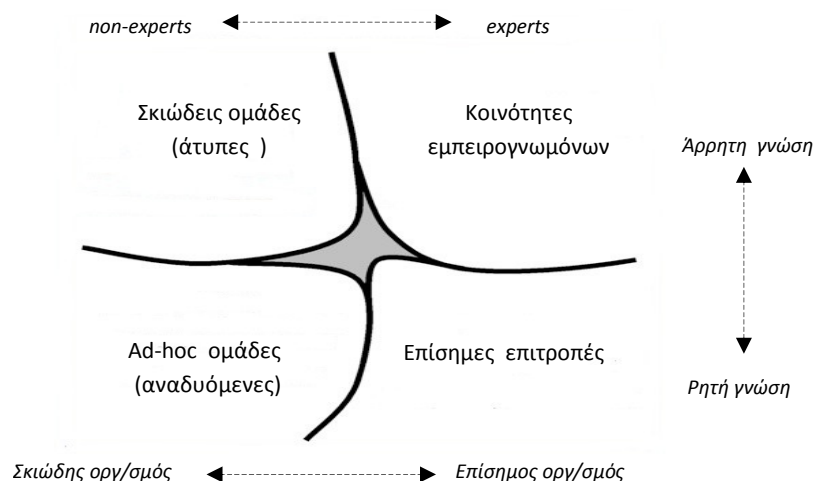 non-experts
experts
Σκιώδεις ομάδες
(άτυπες )
Κοινότητες
εμπειρογνωμόνων
Άρρητη γνώση
Ad-hoc ομάδες
(αναδυόμενες)
Επίσημες επιτροπές
Ρητή γνώση
Σκιώδης οργ/σμός
Επίσημος οργ/σμός